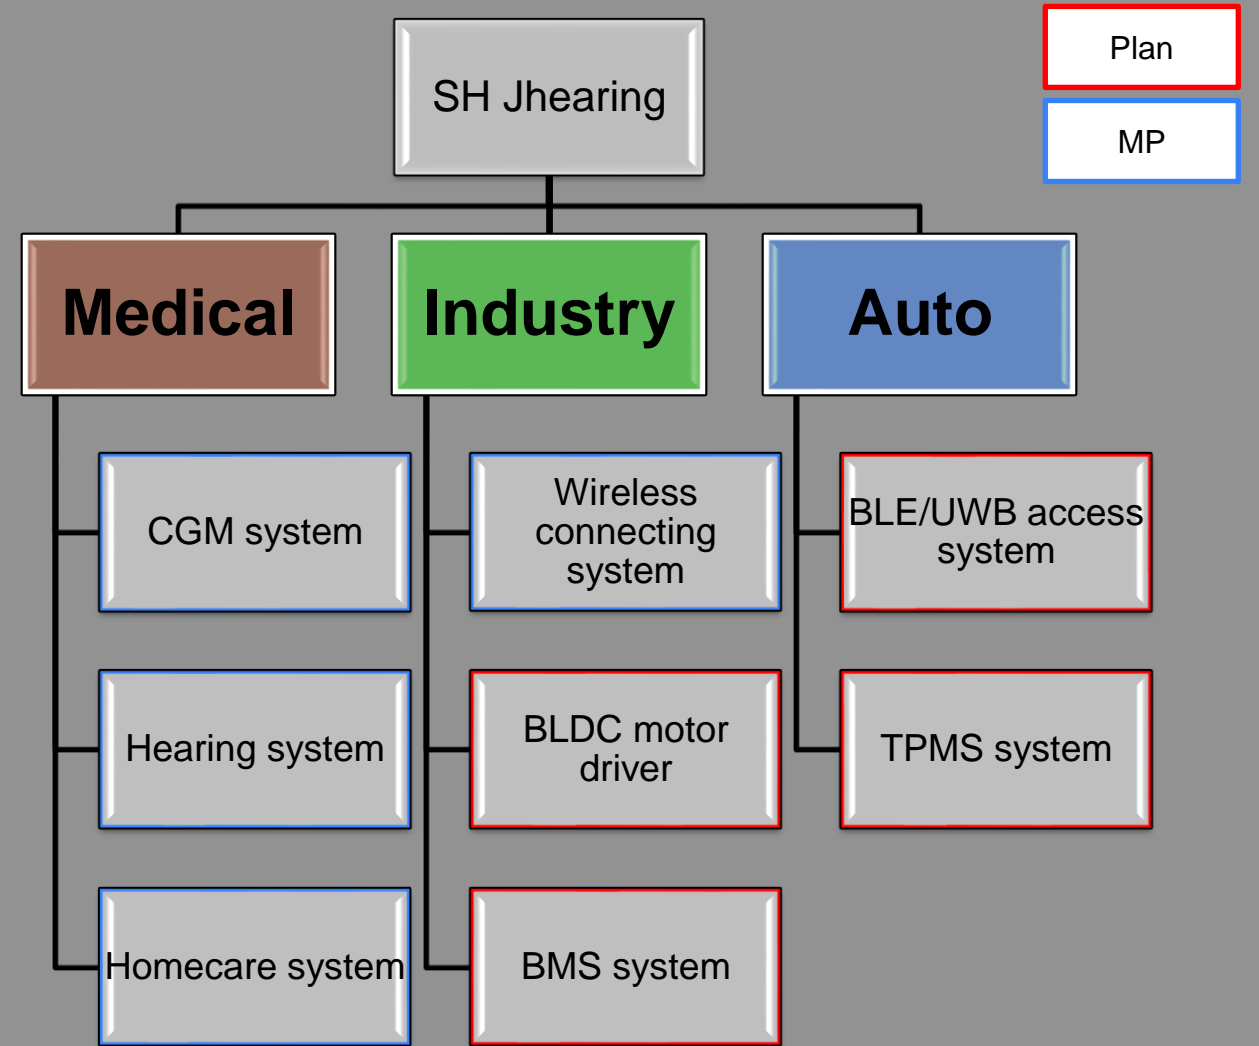 SH Jhearing
Plan
MP
Medical
Industry
Auto
CGM system
Wireless
connecting
system
BLE/UWB access
system
Hearing system
BLDC motor
driver
TPMS system
Homecare system
BMS system